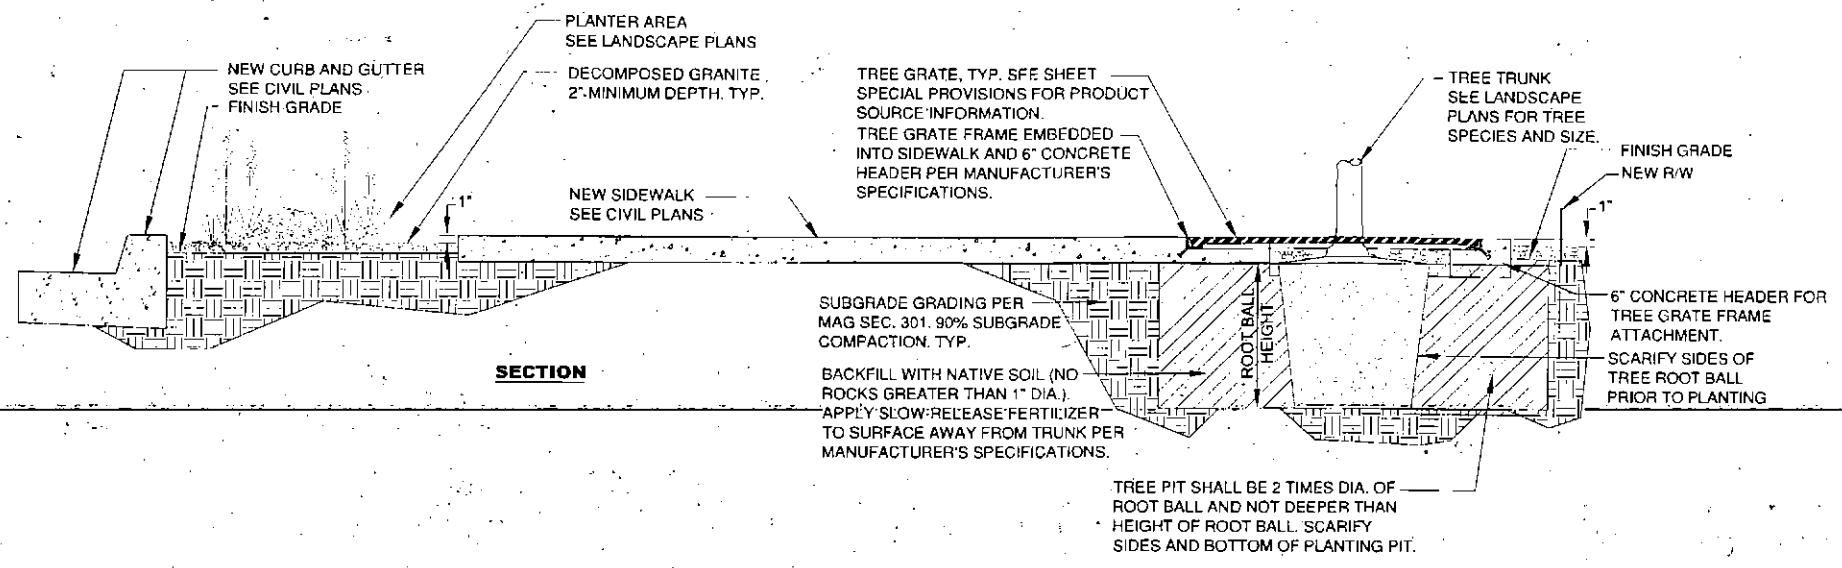 PLANTER AREA
SEE LANDSCAPE PLANS
NEW CURB AND GUTTER
SEE CIVIL PLANS
FINISH GRADE
DECOMPOSED GRANITE
2" MINIMUM DEPTH. TYP.
TREE GRATE, TYP. SEE SHEET
SPECIAL PROVISIONS FOR PRODUCT
SOURCE INFORMATION.
TREE GRATE FRAME EMBEDDED
INTO SIDEWALK AND 6" CONCRETE
HEADER PER MANUFACTURER'S
SPECIFICATIONS.
TREE TRUNK
SEE LANDSCAPE
PLANS FOR TREE
SPECIES AND SIZE.
FINISH GRADE
NEW R/W
1"
NEW SIDEWALK
SEE CIVIL PLANS
1"
SUBGRADE GRADING PER
MAG SEC. 301. 90% SUBGRADE
COMPACTION. TYP.
ROOT BALL
HEIGHT
6" CONCRETE HEADER FOR
TREE GRATE FRAME
ATTACHMENT.
SCARIFY SIDES OF
TREE ROOT BALL
PRIOR TO PLANTING
SECTION
BACKFILL WITH NATIVE SOIL (NO
ROCKS GREATER THAN 1" DIA.).
APPLY SLOW-RELEASE FERTILIZER
TO SURFACE AWAY FROM TRUNK PER
MANUFACTURER'S SPECIFICATIONS.
TREE PIT SHALL BE 2 TIMES DIA. OF
ROOT BALL AND NOT DEEPER THAN
HEIGHT OF ROOT BALL. SCARIFY
SIDES AND BOTTOM OF PLANTING PIT.